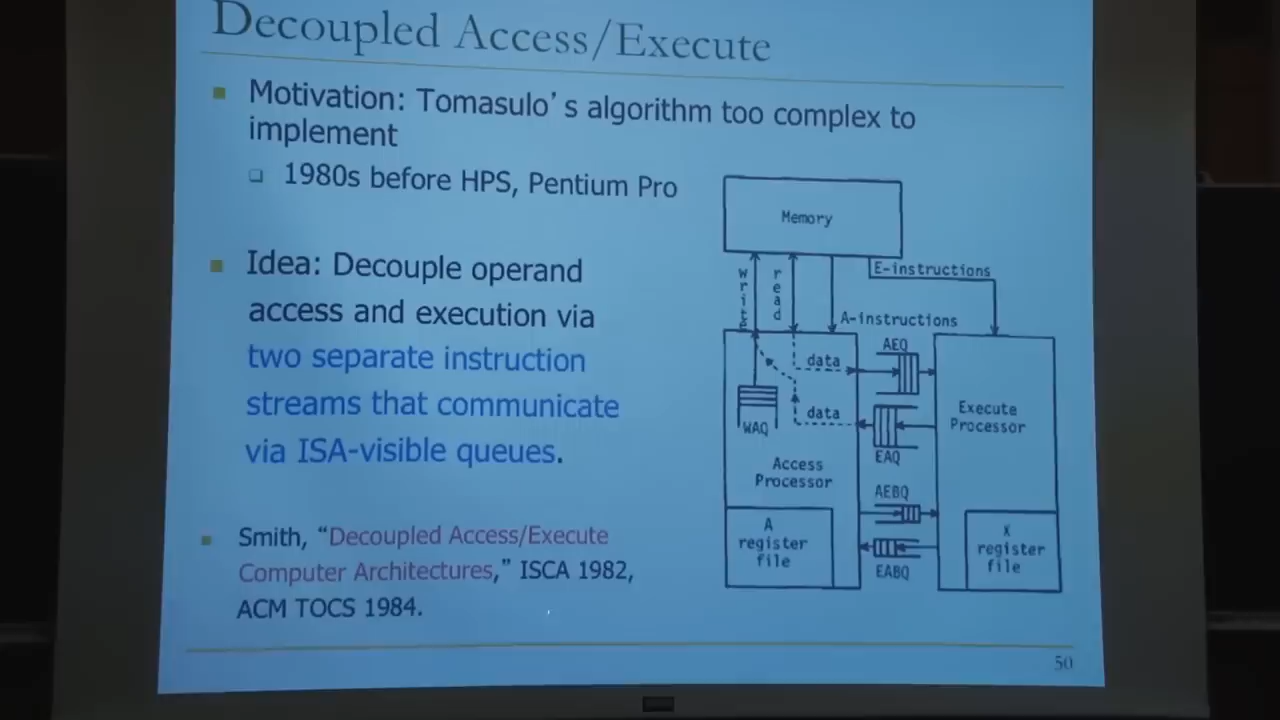 Decoupled Access/Execute
Motivation: Tomasulo's algorithm too complex to
implement
1980s before HPS, Pentium Pro
Idea: Decouple operand
access and execution via
two separate instruction
streams that communicate
via ISA-visible queues.
Smith, “Decoupled Access/Execute
Computer Architectures,” ISCA 1982,
ACM TOCS 1984.
Memory
write
read
E-instructions
A-instructions
AEQ
data
data
WAQ
EAQ
Execute
Processor
Access
Processor
AEBQ
EABQ
A
register
file
X
register
file
50